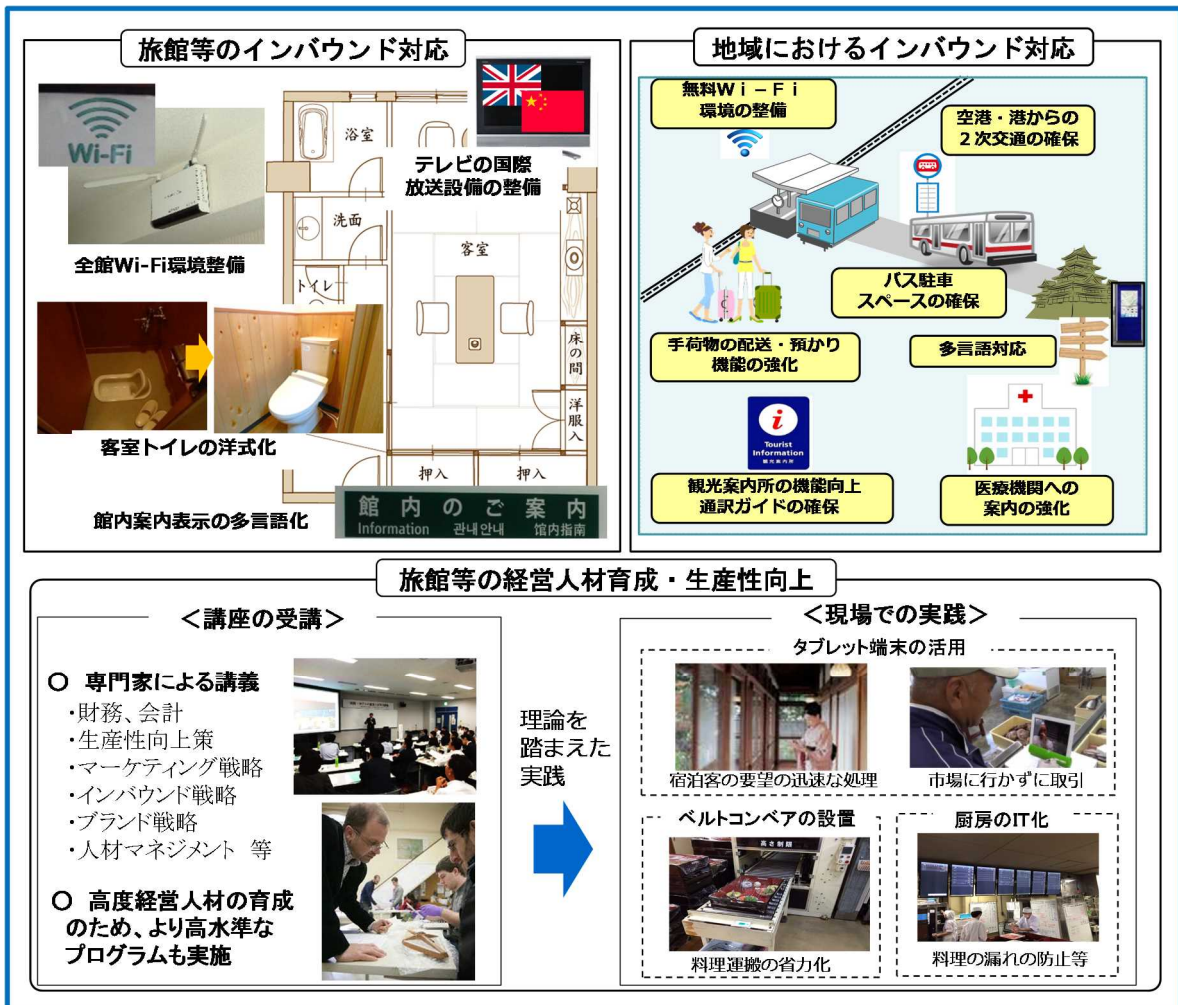 旅館等のインバウンド対応
Wi-Fi
全館Wi-Fi環境整備
テレビの国際
放送設備の整備
浴室
洗面
トイレ
客室
床の間
洋服入
押入
押入
客室トイレの洋式化
館内案内表示の多言語化
館内のご案内
Information 관내안내 馆内指南
地域におけるインバウンド対応
無料Wi-Fi
環境の整備
空港・港からの
2次交通の確保
バス駐車
スペースの確保
手荷物の配送・預かり
機能の強化
多言語対応
i
Tourist
Information
観光案内所
観光案内所の機能向上
通訳ガイドの確保
医療機関への
案内の強化
旅館等の経営人材育成・生産性向上
＜講座の受講＞
○ 専門家による講義
・財務、会計
・生産性向上策
・マーケティング戦略
・インバウンド戦略
・ブランド戦略
・人材マネジメント 等
○ 高度経営人材の育成
のため、より高水準な
プログラムも実施
理論を
踏まえた
実践
＜現場での実践＞
タブレット端末の活用
宿泊客の要望の迅速な処理
市場に行かずに取引
ベルトコンベアの設置
高さ制限
料理運搬の省力化
厨房のIT化
料理の漏れの防止等